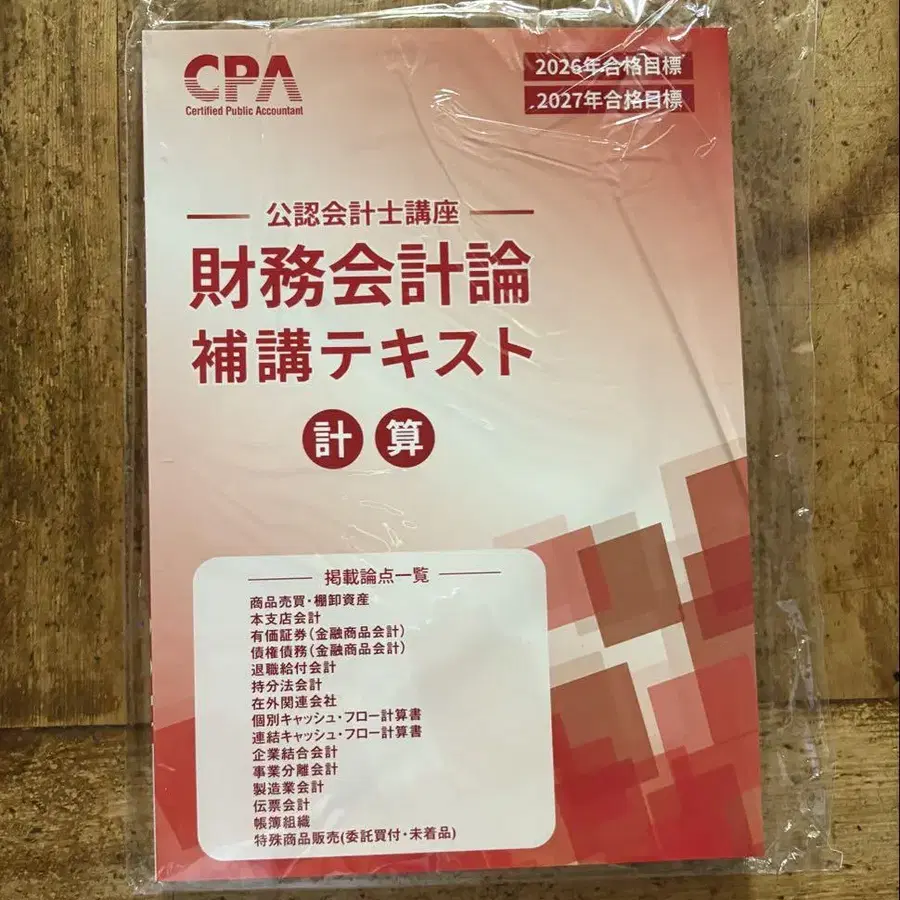 CPA
Certified Public Accountant
2026年合格目標
2027年合格目標
公認会計士講座
財務会計論
補講テキスト
計算
掲載論点一覧
商品売買・棚卸資産
本支店会計
有価証券(金融商品会計)
債権債務(金融商品会計)
退職給付会計
持分法会計
在外関連会社
個別キャッシュ・フロー計算書
連結キャッシュ・フロー計算書
企業結合会計
事業分離会計
製造業会計
伝票会計
帳簿組織
特殊商品販売(委託買付・未着品)